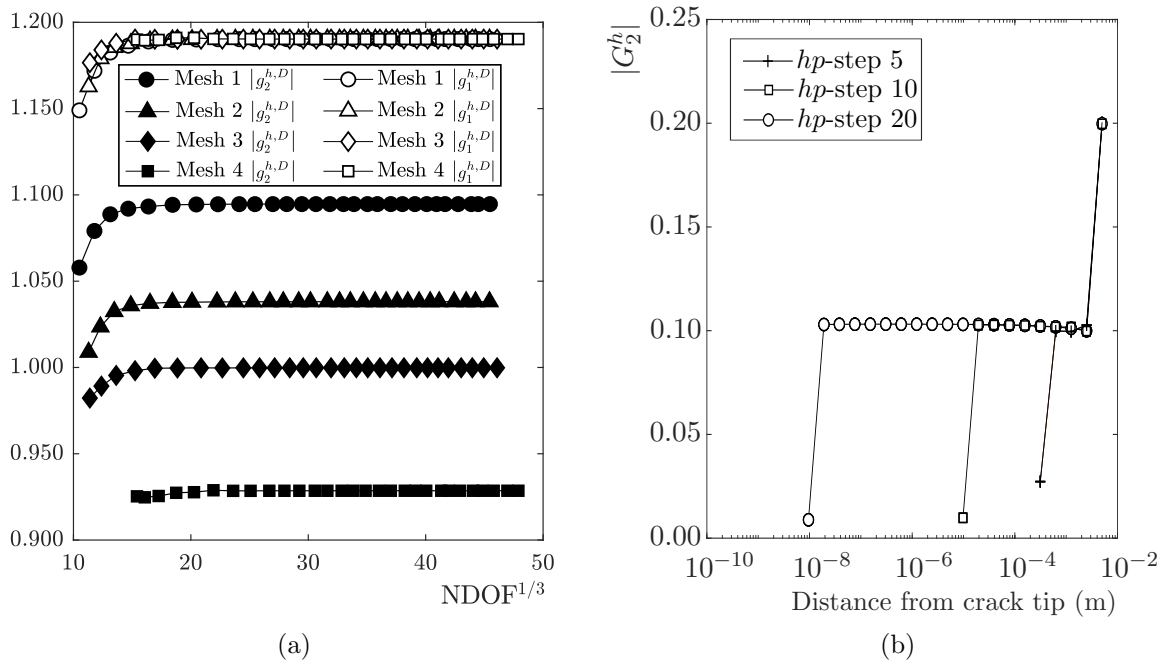 1.200
1.150
1.100
1.050
1.000
0.950
0.900
10
20
30
40
50
NDOF^{1/3}
Mesh 1 |g_2^{h,D}|
Mesh 2 |g_2^{h,D}|
Mesh 3 |g_2^{h,D}|
Mesh 4 |g_2^{h,D}|
Mesh 1 |g_1^{h,D}|
Mesh 2 |g_1^{h,D}|
Mesh 3 |g_1^{h,D}|
Mesh 4 |g_1^{h,D}|
(a)
|G_2^h|
0.25
0.20
0.15
0.10
0.05
0.00
10^{−10}
10^{−8}
10^{−6}
10^{−4}
10^{−2}
Distance from crack tip (m)
hp-step 5
hp-step 10
hp-step 20
(b)